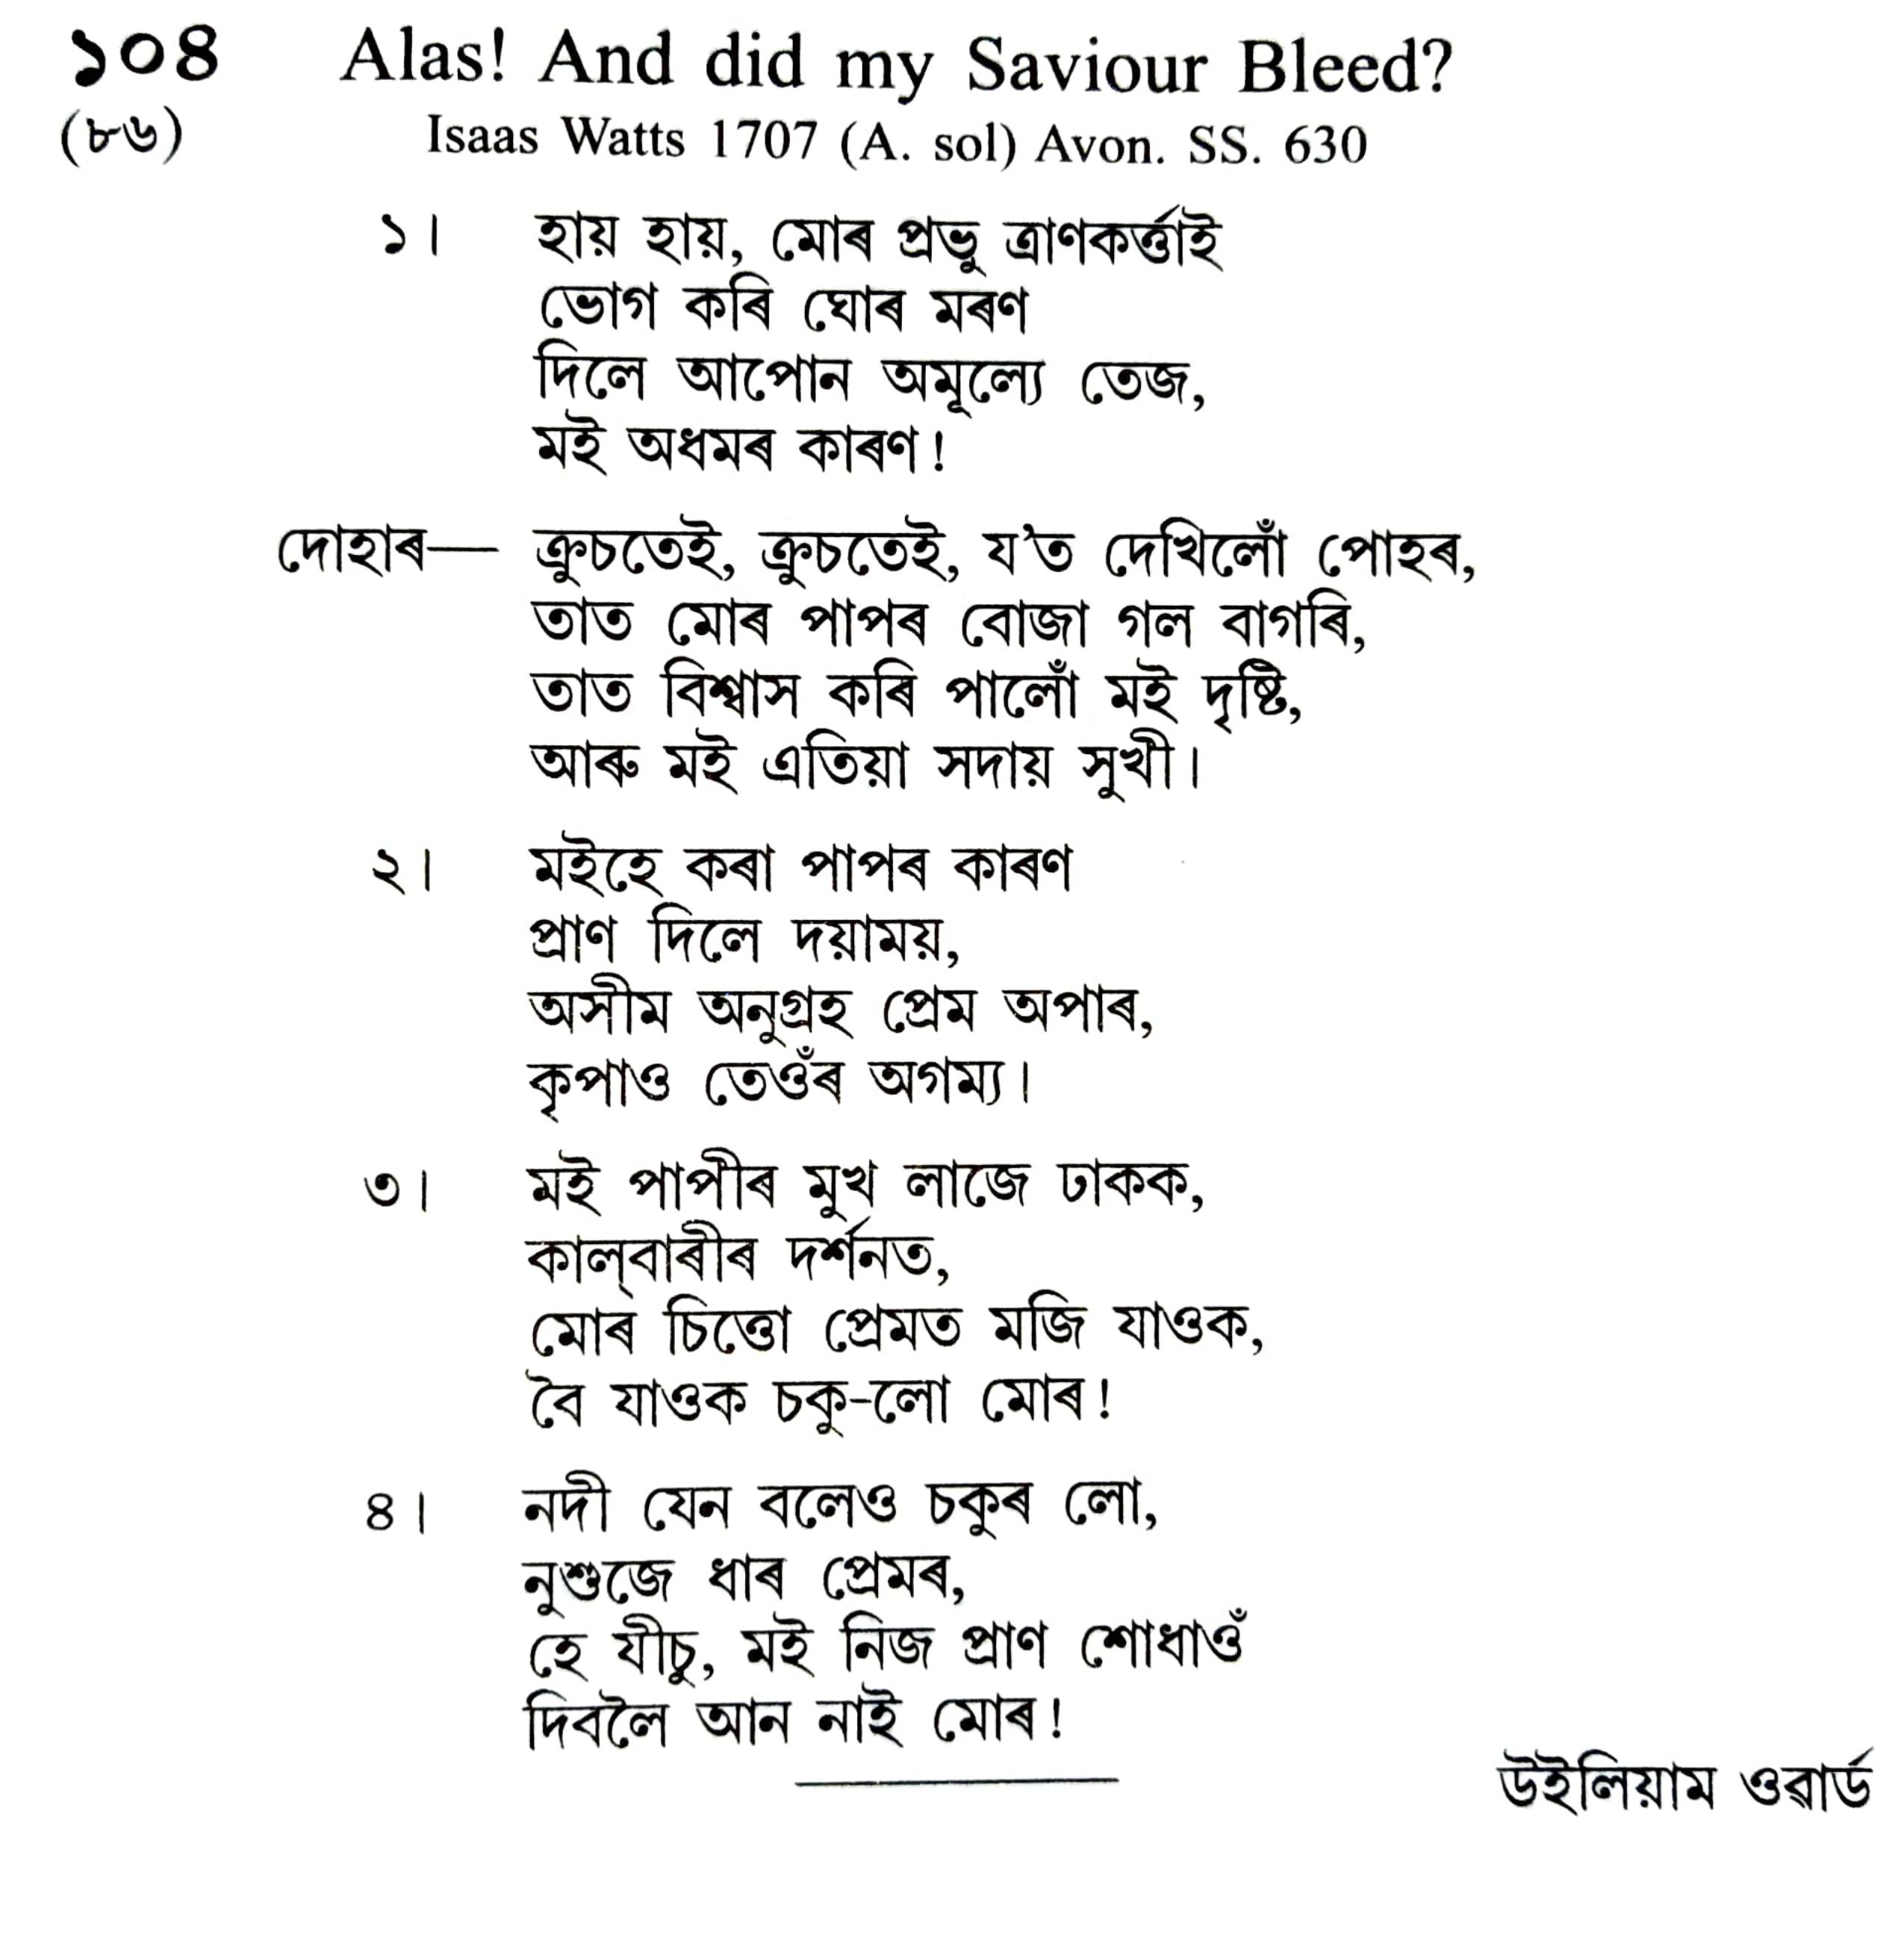 ১০৪ Alas! And did my Saviour Bleed?
(৮৬) Isaas Watts 1707 (A. sol) Avon. SS. 630
১। হায় হায়, মোৰ প্ৰভু ত্ৰাণকৰ্ত্তাই
ভোগ কৰি ঘোৰ মৰণ
দিলে আপোন অমূল্যে তেজ,
মই অধমৰ কাৰণ!
দোহাৰ— ক্ৰুচতেই, ক্ৰুচতেই, য'ত দেখিলোঁ পোহৰ,
তাত মোৰ পাপৰ বোজা গল বাগৰি,
তাত বিশ্বাস কৰি পালোঁ মই দৃষ্টি,
আৰু মই এতিয়া সদায় সুখী।
২। মইহে কৰা পাপৰ কাৰণ
প্ৰাণ দিলে দয়াময়,
অসীম অনুগ্ৰহ প্ৰেম অপাৰ,
কৃপাও তেওঁৰ অগম্য।
৩। মই পাপীৰ মুখ লাজে ঢাকক,
কাল্‌বাৰীৰ দৰ্শনত,
মোৰ চিত্তো প্ৰেমত মজি যাওক,
বৈ যাওক চকু-লো মোৰ!
৪। নদী যেন বলেও চকুৰ লো,
নুশুজে ধাৰ প্ৰেমৰ,
হে যীচু, মই নিজ প্ৰাণ শোধাওঁ
দিবলৈ আন নাই মোৰ!
উইলিয়াম ওৱাৰ্ড